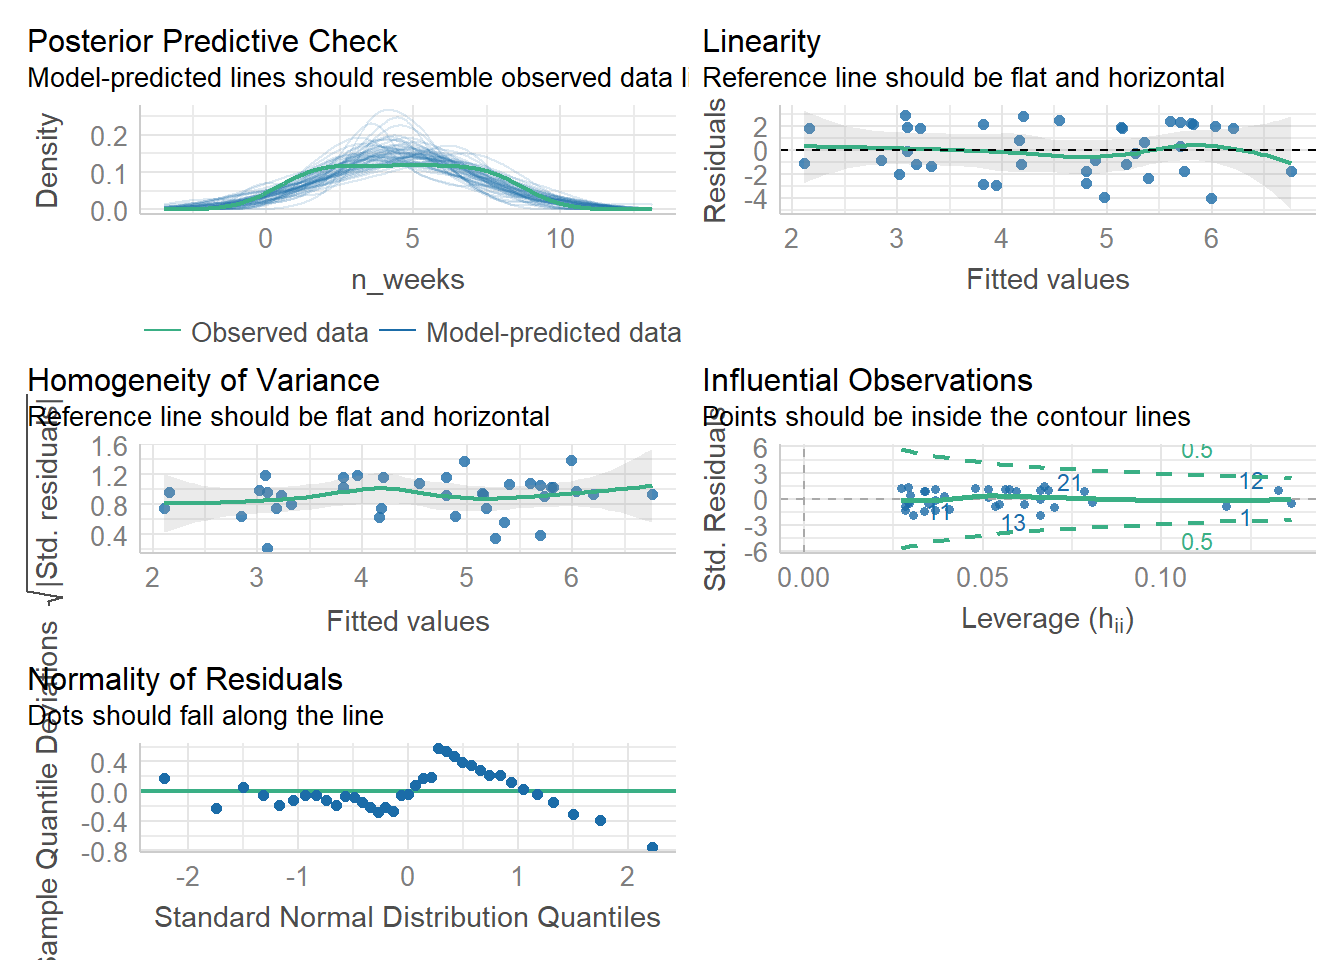 Posterior Predictive Check
Model-predicted lines should resemble observed data li
Density
0.2
0.1
0.0
0 5 10
n_weeks
Observed data Model-predicted data
Linearity
Reference line should be flat and horizontal
Residuals
2
0
-2
-4
2 3 4 5 6
Fitted values
Homogeneity of Variance
Reference line should be flat and horizontal
√|Std. residuals|
1.6
1.2
0.8
0.4
2 3 4 5 6
Fitted values
Influential Observations
Points should be inside the contour lines
Std. Residuals
6
3
0
-3
-6
0.5
21
12
11
13
1
0.5
0.00 0.05 0.10
Leverage (hii)
Normality of Residuals
Dots should fall along the line
Sample Quantile Deviations
0.4
0.0
-0.4
-0.8
-2 -1 0 1 2
Standard Normal Distribution Quantiles